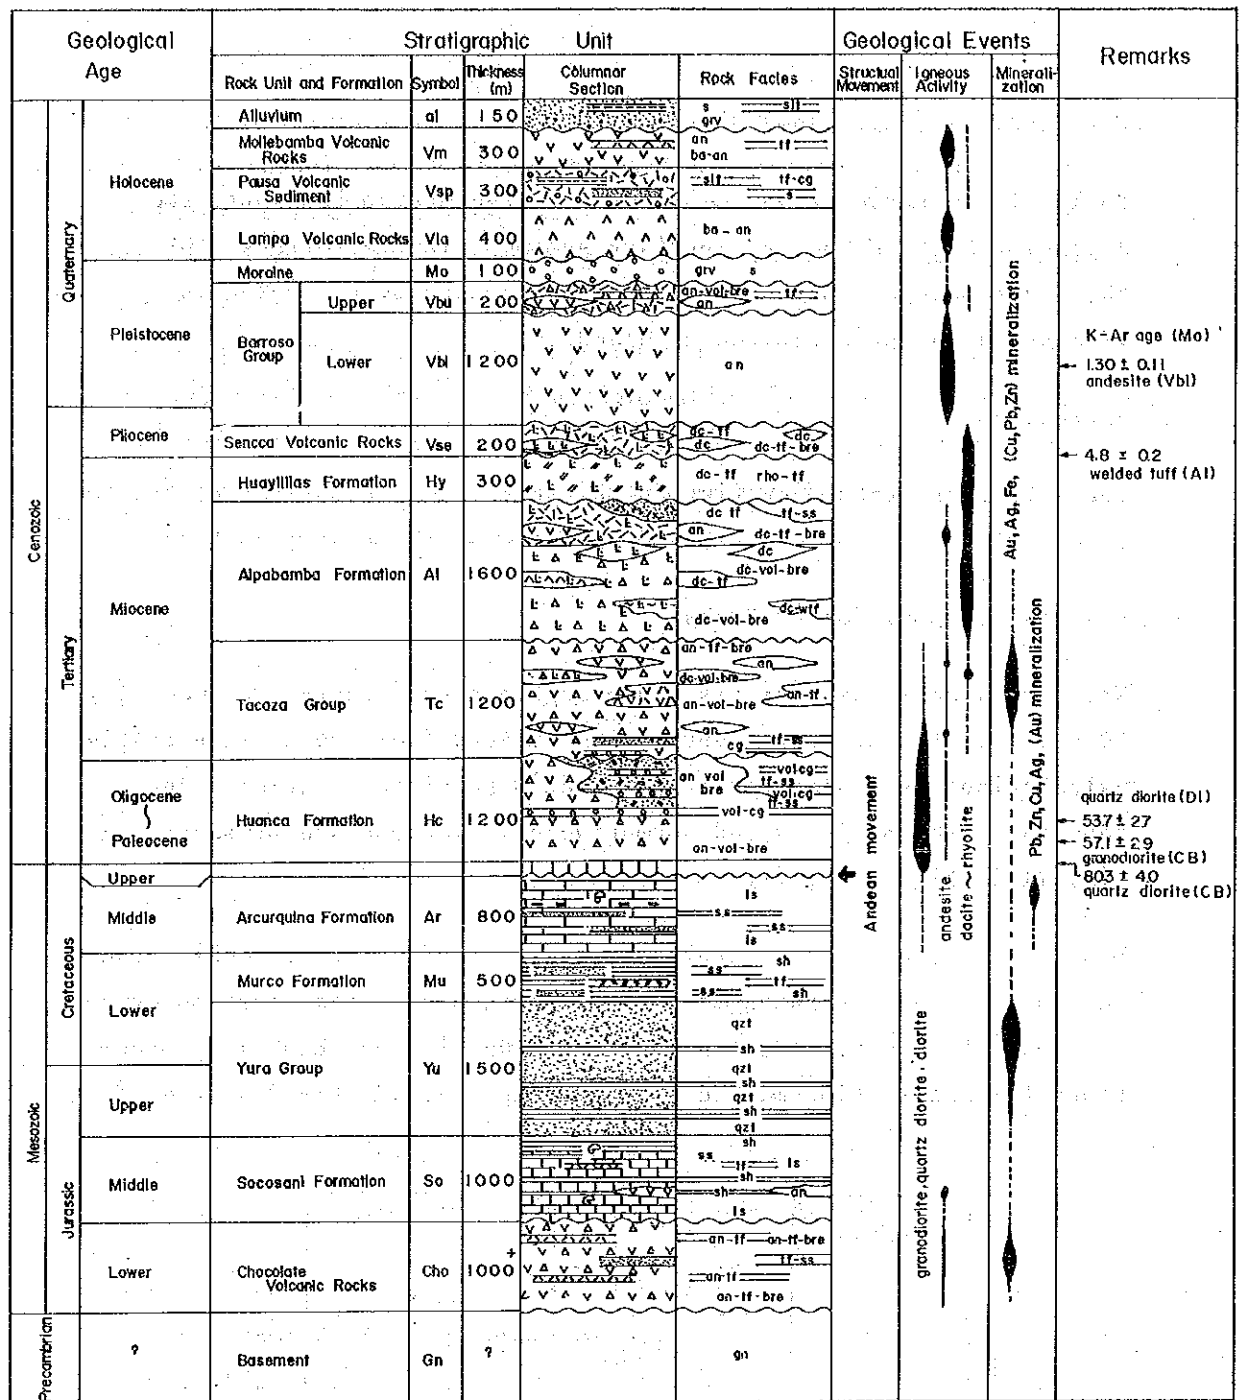 Geological Age
Stratigraphic Unit
Geological Events
Remarks
Rock Unit and Formation
Symbol
Thickness (m)
Columnar Section
Rock Facies
Structual Movement
Igneous Activity
Minerali-zation
Cenozoic
Quaternary
Holocene
Alluvium al 150
s slt
grv
Mollebamba Volcanic Rocks Vm 300
an tf
ba-an
Pausa Volcanic Sediment Vsp 300
slt tf-cg
s
Lampa Volcanic Rocks Vla 400
ba-an
Pleistocene
Moraine Mo 100
grv s
Barroso Group
Upper Vbu 200
an-vol-bre tf
an
Lower Vbl 1200
an
Tertiary
Pliocene
Sencca Volcanic Rocks Vse 200
dc-tf dc
dc dc-tf-bre
Miocene
Huayllilas Formation Hy 300
dc-tf rho-tf
Alpabamba Formation Al 1600
dc tf tf-ss
an dc-tf-bre
dc
dc-vol-bre
dc-tf
dc-wtf
dc-vol-bre
Tacaza Group Tc 1200
an-tf-bre
an
dc-vol-bre
an-tf
an-vol-bre
an
tf-ss
cg
Oligocene
Paleocene
Huanca Formation Hc 1200
an vol bre
vol-cg
tf-ss
vol-cg
tf-ss
vol-cg
an-vol-bre
Mesozoic
Cretaceous
Upper
Middle
Arcurquina Formation Ar 800
ls
ss
ss
ls
Lower
Murco Formation Mu 500
sh
ss
tf
ss sh
Yura Group Yu 1500
qzt
sh
qzt
sh
qzt
sh
qzt
Jurassic
Upper
Middle
Socosani Formation So 1000
sh
ss ls
tf
sh
sh an
ls
Lower
Chocolate Volcanic Rocks Cho 1000 +
an-tf an-tf-bre
tf-ss
an-tf
an-tf-bre
Precambrian
?
Basement Gn ?
gn
Andean movement
granodiorite, quartz diorite · diorite
andesite
dacite ~ rhyolite
Au, Ag, Fe, (Cu, Pb, Zn) mineralization
Pb, Zn, Cu, Ag, (Au) mineralization
K-Ar age (Ma)
1.30 ± 0.11
andesite (Vbl)
4.8 ± 0.2
welded tuff (Al)
quartz diorite (DI)
53.7 ± 2.7
57.1 ± 2.9
granodiorite (CB)
80.3 ± 4.0
quartz diorite (CB)